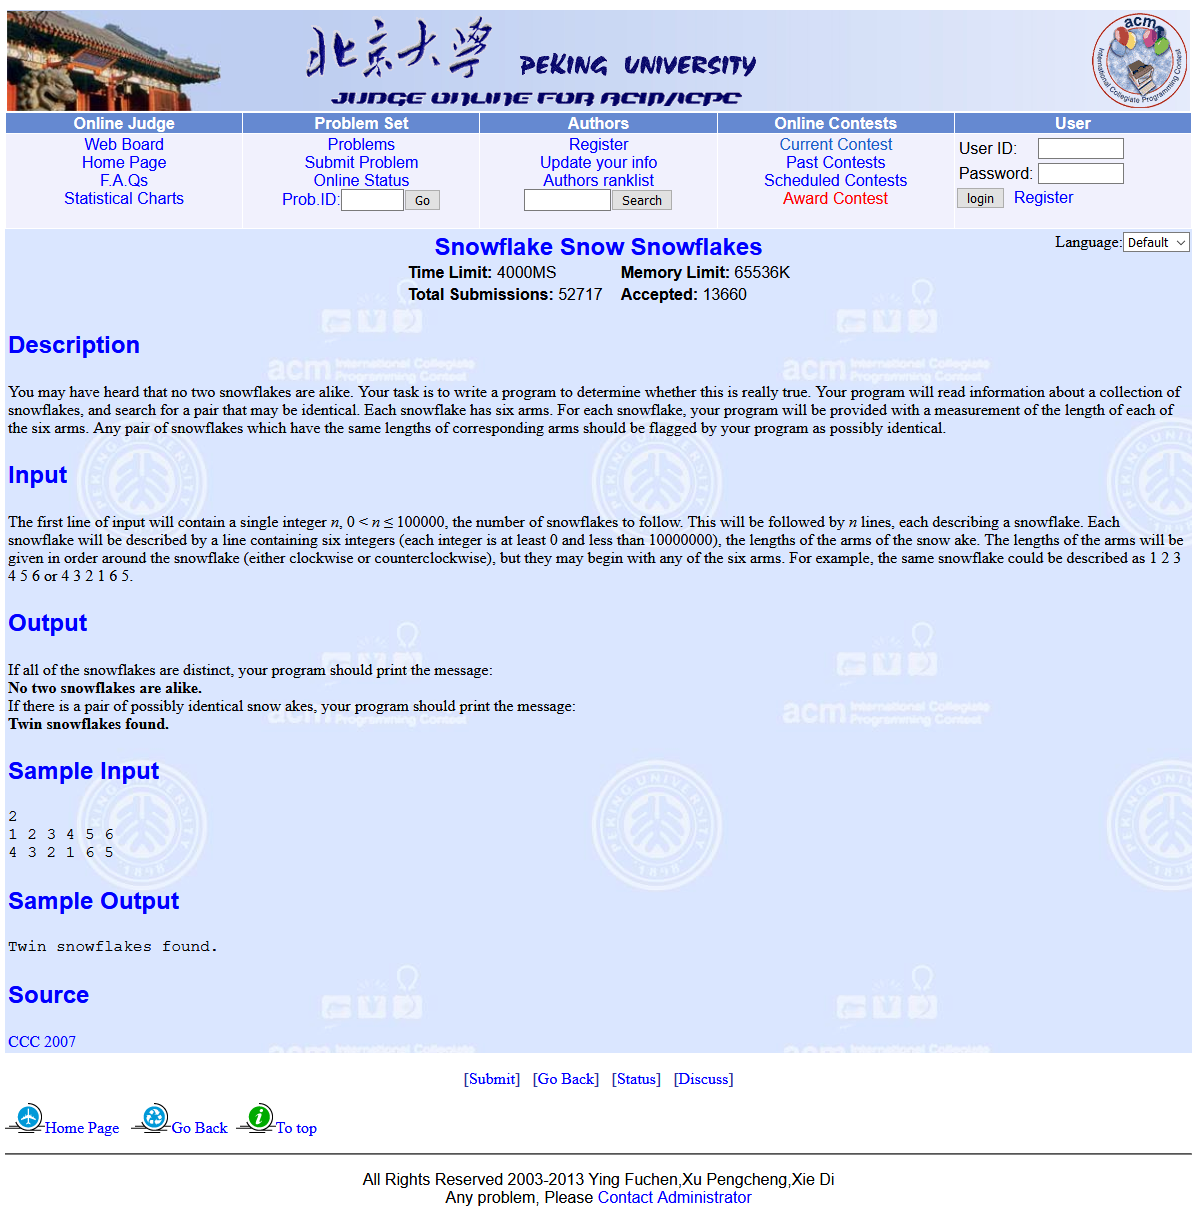 北京大學 PEKING UNIVERSITY
JUDGE ONLINE FOR ACM/ICPC
acm
International Collegiate Programming Contest
Online Judge Problem Set Authors Online Contests User
Web Board Problems Register Current Contest User ID:
Home Page Submit Problem Update your info Past Contests Password:
F.A.Qs Online Status Authors ranklist Scheduled Contests
Statistical Charts Prob.ID: Go Search Award Contest login Register
Snowflake Snow Snowflakes Language: Default
Time Limit: 4000MS Memory Limit: 65536K
Total Submissions: 52717 Accepted: 13660
Description
You may have heard that no two snowflakes are alike. Your task is to write a program to determine whether this is really true. Your program will read information about a collection of
snowflakes, and search for a pair that may be identical. Each snowflake has six arms. For each snowflake, your program will be provided with a measurement of the length of each of
the six arms. Any pair of snowflakes which have the same lengths of corresponding arms should be flagged by your program as possibly identical.
Input
The first line of input will contain a single integer n, 0 < n ≤ 100000, the number of snowflakes to follow. This will be followed by n lines, each describing a snowflake. Each
snowflake will be described by a line containing six integers (each integer is at least 0 and less than 10000000), the lengths of the arms of the snow ake. The lengths of the arms will be
given in order around the snowflake (either clockwise or counterclockwise), but they may begin with any of the six arms. For example, the same snowflake could be described as 1 2 3
4 5 6 or 4 3 2 1 6 5.
Output
If all of the snowflakes are distinct, your program should print the message:
No two snowflakes are alike.
If there is a pair of possibly identical snow akes, your program should print the message:
Twin snowflakes found.
Sample Input
2
1 2 3 4 5 6
4 3 2 1 6 5
Sample Output
Twin snowflakes found.
Source
CCC 2007
[Submit] [Go Back] [Status] [Discuss]
Home Page Go Back To top
All Rights Reserved 2003-2013 Ying Fuchen,Xu Pengcheng,Xie Di
Any problem, Please Contact Administrator